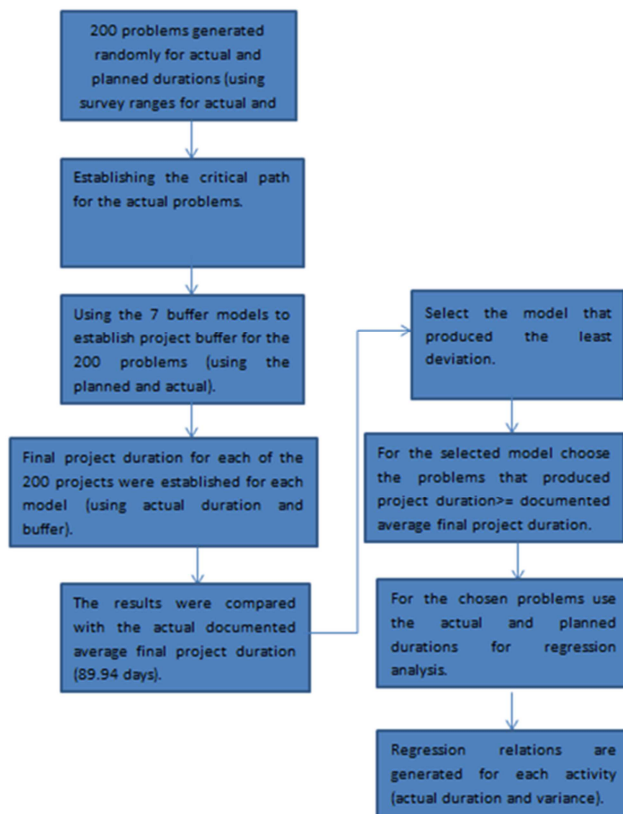 200 problems generated
randomly for actual and
planned durations (using
survey ranges for actual and
Establishing the critical path
for the actual problems.
Using the 7 buffer models to
establish project buffer for the
200 problems (using the
planned and actual).
Final project duration for each of the
200 projects were established for each
model (using actual duration and
buffer).
The results were compared
with the actual documented
average final project duration
(89.94 days).
Select the model that
produced the least
deviation.
For the selected model choose
the problems that produced
project duration>= documented
average final project duration.
For the chosen problems use
the actual and planned
durations for regression
analysis.
Regression relations are
generated for each activity
(actual duration and variance).